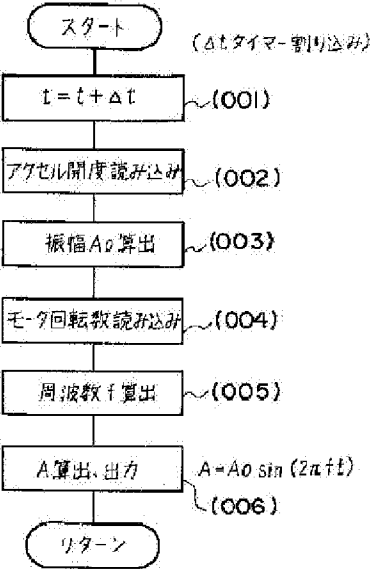 スタート
(Δtタイマー割り込み)
t=t+Δt
(001)
アクセル開度読み込み
(002)
振幅Ao算出
(003)
モータ回転数読み込み
(004)
周波数f算出
(005)
A算出、出力
A=Ao sin (2πft)
(006)
リターン